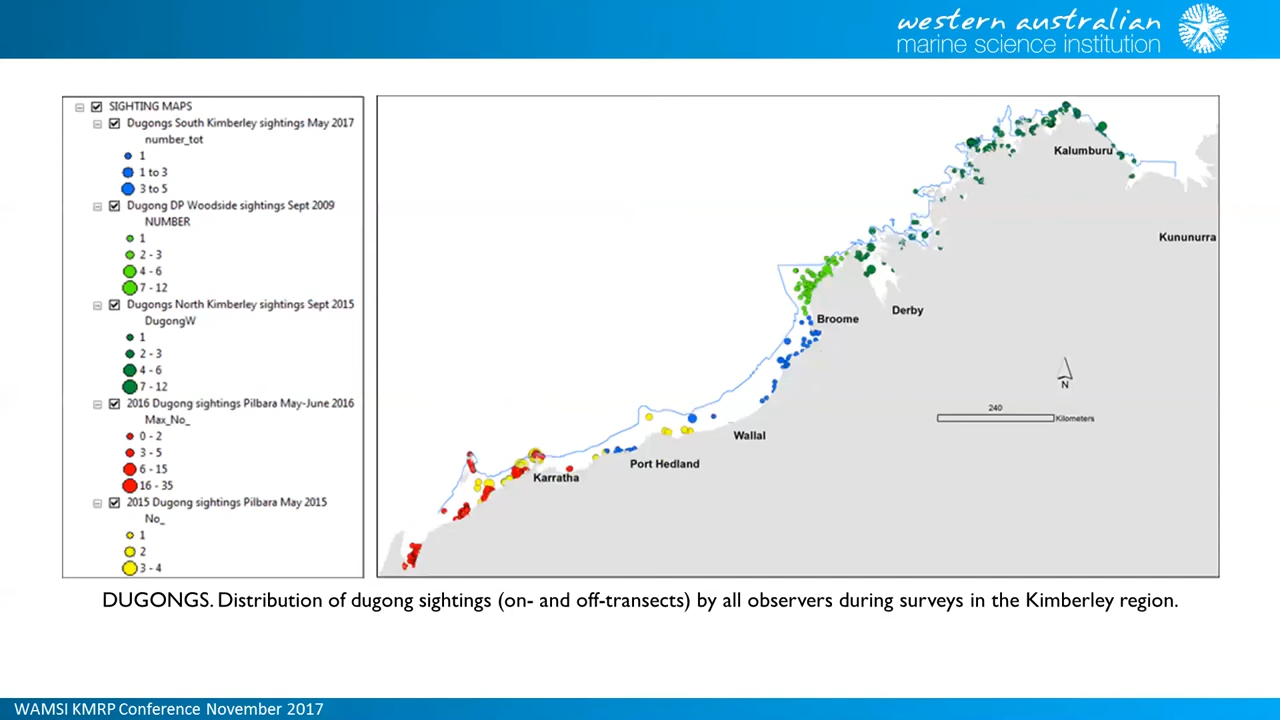 western australian
marine science institution
SIGHTING MAPS
Dugongs South Kimberley sightings May 2017
number_tot
1
1 to 3
3 to 5
Dugong DP Woodside sightings Sept 2009
NUMBER
1
2 - 3
4 - 6
7 - 12
Dugongs North Kimberley sightings Sept 2015
DugongW
1
2 - 3
4 - 6
7 - 12
2016 Dugong sightings Pilbara May-June 2016
Max_No_
0 - 2
3 - 5
6 - 15
16 - 35
2015 Dugong sightings Pilbara May 2015
No_
1
2
3 - 4
Kalumburu
Kununurra
Derby
Broome
N
240
Kilometers
Wallal
Port Hedland
Karratha
DUGONGS. Distribution of dugong sightings (on- and off-transects) by all observers during surveys in the Kimberley region.
WAMSI KMRP Conference November 2017